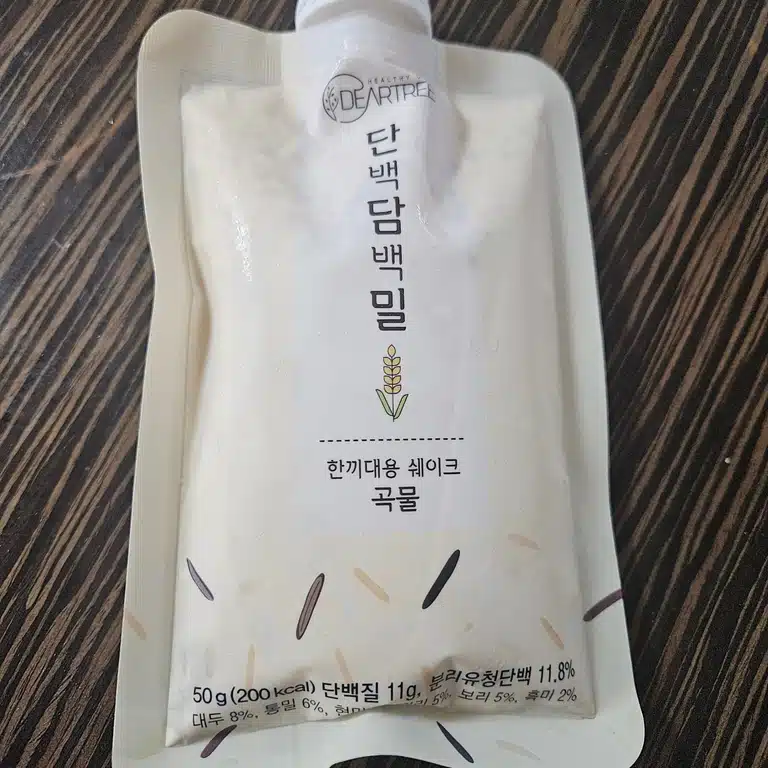 HEALTHY
DEARTREE
단백담백밀
한끼대용 쉐이크
곡물
50g(200 kcal) 단백질 11g, 분리유청단백 11.8%
대두 8%, 통밀 6%, 5%, 보리 5%, 흑미 2%